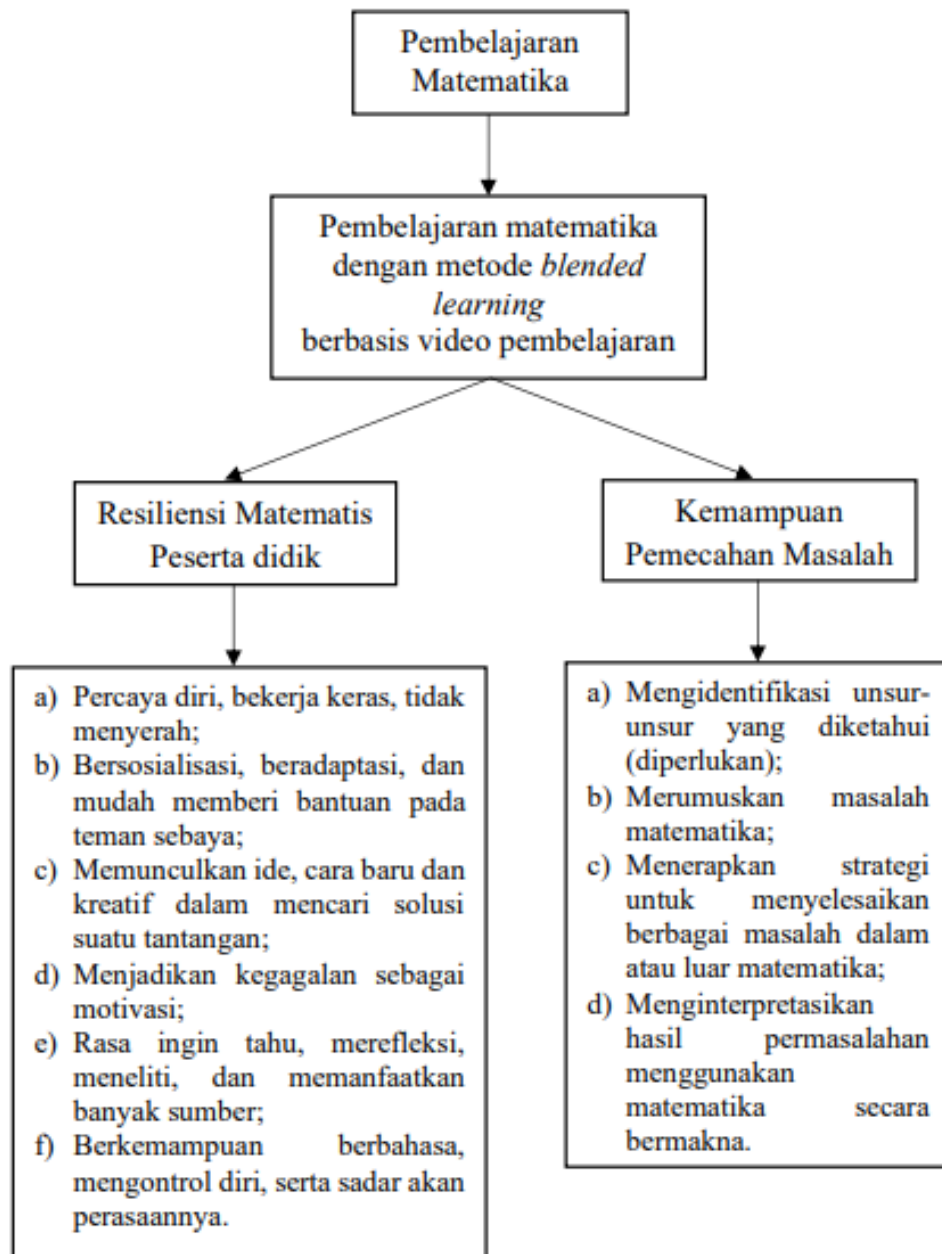 Pembelajaran
Matematika
Pembelajaran matematika
dengan metode blended
learning
berbasis video pembelajaran
Resiliensi Matematis
Peserta didik
a) Percaya diri, bekerja keras, tidak
menyerah;
b) Bersosialisasi, beradaptasi, dan
mudah memberi bantuan pada
teman sebaya;
c) Memunculkan ide, cara baru dan
kreatif dalam mencari solusi
suatu tantangan;
d) Menjadikan kegagalan sebagai
motivasi;
e) Rasa ingin tahu, merefleksi,
meneliti, dan memanfaatkan
banyak sumber;
f) Berkemampuan berbahasa,
mengontrol diri, serta sadar akan
perasaannya.
Kemampuan
Pemecahan Masalah
a) Mengidentifikasi unsur-
unsur yang diketahui
(diperlukan);
b) Merumuskan masalah
matematika;
c) Menerapkan strategi
untuk menyelesaikan
berbagai masalah dalam
atau luar matematika;
d) Menginterpretasikan
hasil permasalahan
menggunakan
matematika secara
bermakna.